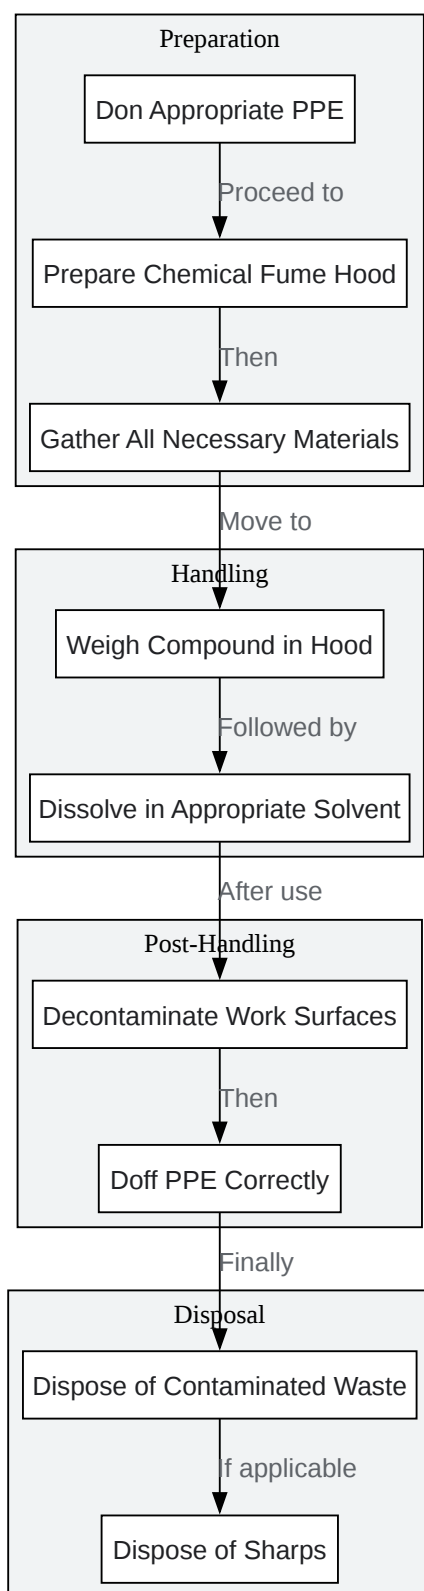 Preparation
Don Appropriate PPE
Proceed to
Prepare Chemical Fume Hood
Then
Gather All Necessary Materials
Move to
Handling
Weigh Compound in Hood
Followed by
Dissolve in Appropriate Solvent
After use
Post-Handling
Decontaminate Work Surfaces
Then
Doff PPE Correctly
Finally
Disposal
Dispose of Contaminated Waste
If applicable
Dispose of Sharps